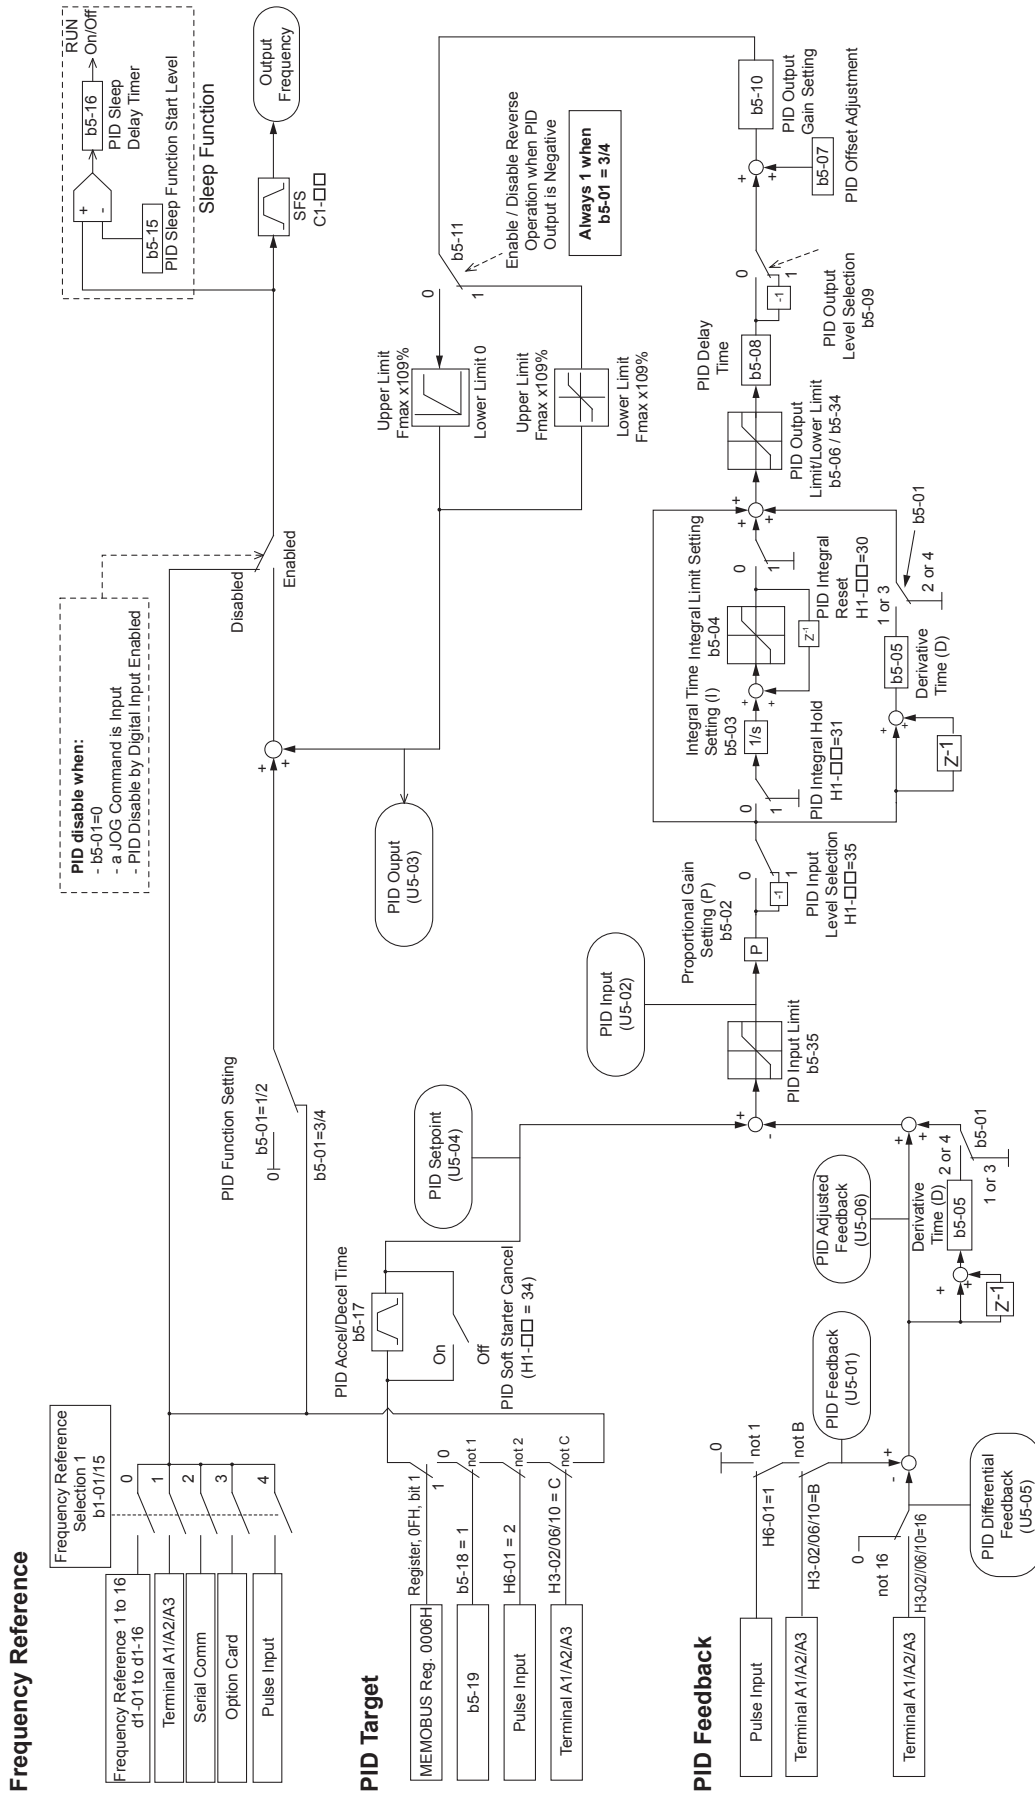 Frequency Reference
Frequency Reference
Selection 1
b1-01/15
Frequency Reference 1 to 16
d1-01 to d1-16
Terminal A1/A2/A3
Serial Comm
Option Card
Pulse Input
0
1
2
3
4
PID Function Setting
0
b5-01=1/2
b5-01=3/4
PID disable when:
- b5-01=0
- a JOG Command is Input
- PID Disable by Digital Input Enabled
Disabled
Enabled
+
+
RUN
On/Off
b5-16
PID Sleep
Delay Timer
+
-
b5-15
PID Sleep Function Start Level
Sleep Function
SFS
C1-□□
Output
Frequency
PID Target
MEMOBUS Reg. 0006H
b5-19
Pulse Input
Terminal A1/A2/A3
Register, 0FH, bit 1
1
0
b5-18 = 1
not 1
H6-01 = 2
not 2
H3-02/06/10 = C
not C
PID Accel/Decel Time
b5-17
On
Off
PID Soft Starter Cancel
(H1-□□ = 34)
PID Setpoint
(U5-04)
PID Ouput
(U5-03)
Upper Limit
Fmax x109%
Lower Limit 0
Upper Limit
Fmax x109%
Lower Limit
Fmax x109%
0
1
b5-11
Enable / Disable Reverse
Operation when PID
Output is Negative
Always 1 when
b5-01 = 3/4
PID Feedback
Pulse Input
Terminal A1/A2/A3
Terminal A1/A2/A3
0
H6-01=1
not 1
H3-02/06/10=B
not B
0
not 16
H3-02//06/10=16
PID Feedback
(U5-01)
+
-
PID Differential
Feedback
(U5-05)
PID Adjusted
Feedback
(U5-06)
+
+
Z-1
Derivative
Time (D)
b5-05
2 or 4
1 or 3
b5-01
+
+
+
-
PID Input Limit
b5-35
PID Input
(U5-02)
Proportional Gain
Setting (P)
b5-02
P
0
-1
1
PID Input
Level Selection
H1-□□=35
0
1
PID Integral Hold
H1-□□=31
Integral Time
Setting (I)
b5-03
1/s
+
+
Integral Limit Setting
b5-04
Z-1
0
1
PID Integral
Reset
H1-□□=30
Z-1
+
+
b5-05
Derivative
Time (D)
1 or 3
2 or 4
b5-01
+
+
+
PID Output
Limit/Lower Limit
b5-06 / b5-34
PID Delay
Time
b5-08
0
-1
1
PID Output
Level Selection
b5-09
+
+
b5-07
PID Offset Adjustment
b5-10
PID Output
Gain Setting